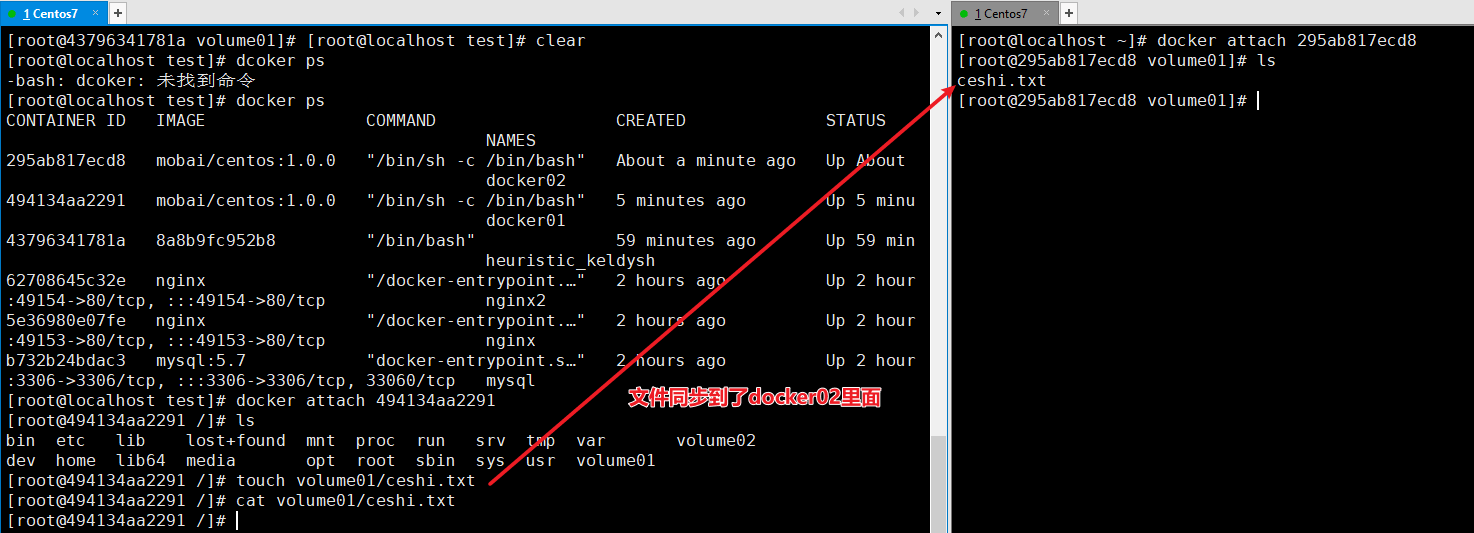 1 Centos7 × +
[root@43796341781a volume01]# [root@localhost test]# clear
[root@localhost test]# dcoker ps
-bash: dcoker: 未找到命令
[root@localhost test]# docker ps
CONTAINER ID   IMAGE                COMMAND                  CREATED              STATUS
NAMES
295ab817ecd8   mobai/centos:1.0.0   "/bin/sh -c /bin/bash"   About a minute ago   Up About
docker02
494134aa2291   mobai/centos:1.0.0   "/bin/sh -c /bin/bash"   5 minutes ago        Up 5 minu
docker01
43796341781a   8a8b9fc952b8         "/bin/bash"              59 minutes ago       Up 59 min
heuristic_keldysh
62708645c32e   nginx                "/docker-entrypoint.…"   2 hours ago          Up 2 hour
:49154->80/tcp, :::49154->80/tcp                nginx2
5e36980e07fe   nginx                "/docker-entrypoint.…"   2 hours ago          Up 2 hour
:49153->80/tcp, :::49153->80/tcp                nginx
b732b24bdac3   mysql:5.7            "docker-entrypoint.s…"   2 hours ago          Up 2 hour
:3306->3306/tcp, :::3306->3306/tcp, 33060/tcp   mysql
[root@localhost test]# docker attach 494134aa2291
[root@494134aa2291 /]# ls
bin  etc   lib    lost+found  mnt  proc  run   srv  tmp  var       volume02
dev  home  lib64  media       opt  root  sbin  sys  usr  volume01
[root@494134aa2291 /]# touch volume01/ceshi.txt
[root@494134aa2291 /]# cat volume01/ceshi.txt
[root@494134aa2291 /]#
文件同步到了docker02里面
1 Centos7 × +
[root@localhost ~]# docker attach 295ab817ecd8
[root@295ab817ecd8 volume01]# ls
ceshi.txt
[root@295ab817ecd8 volume01]#